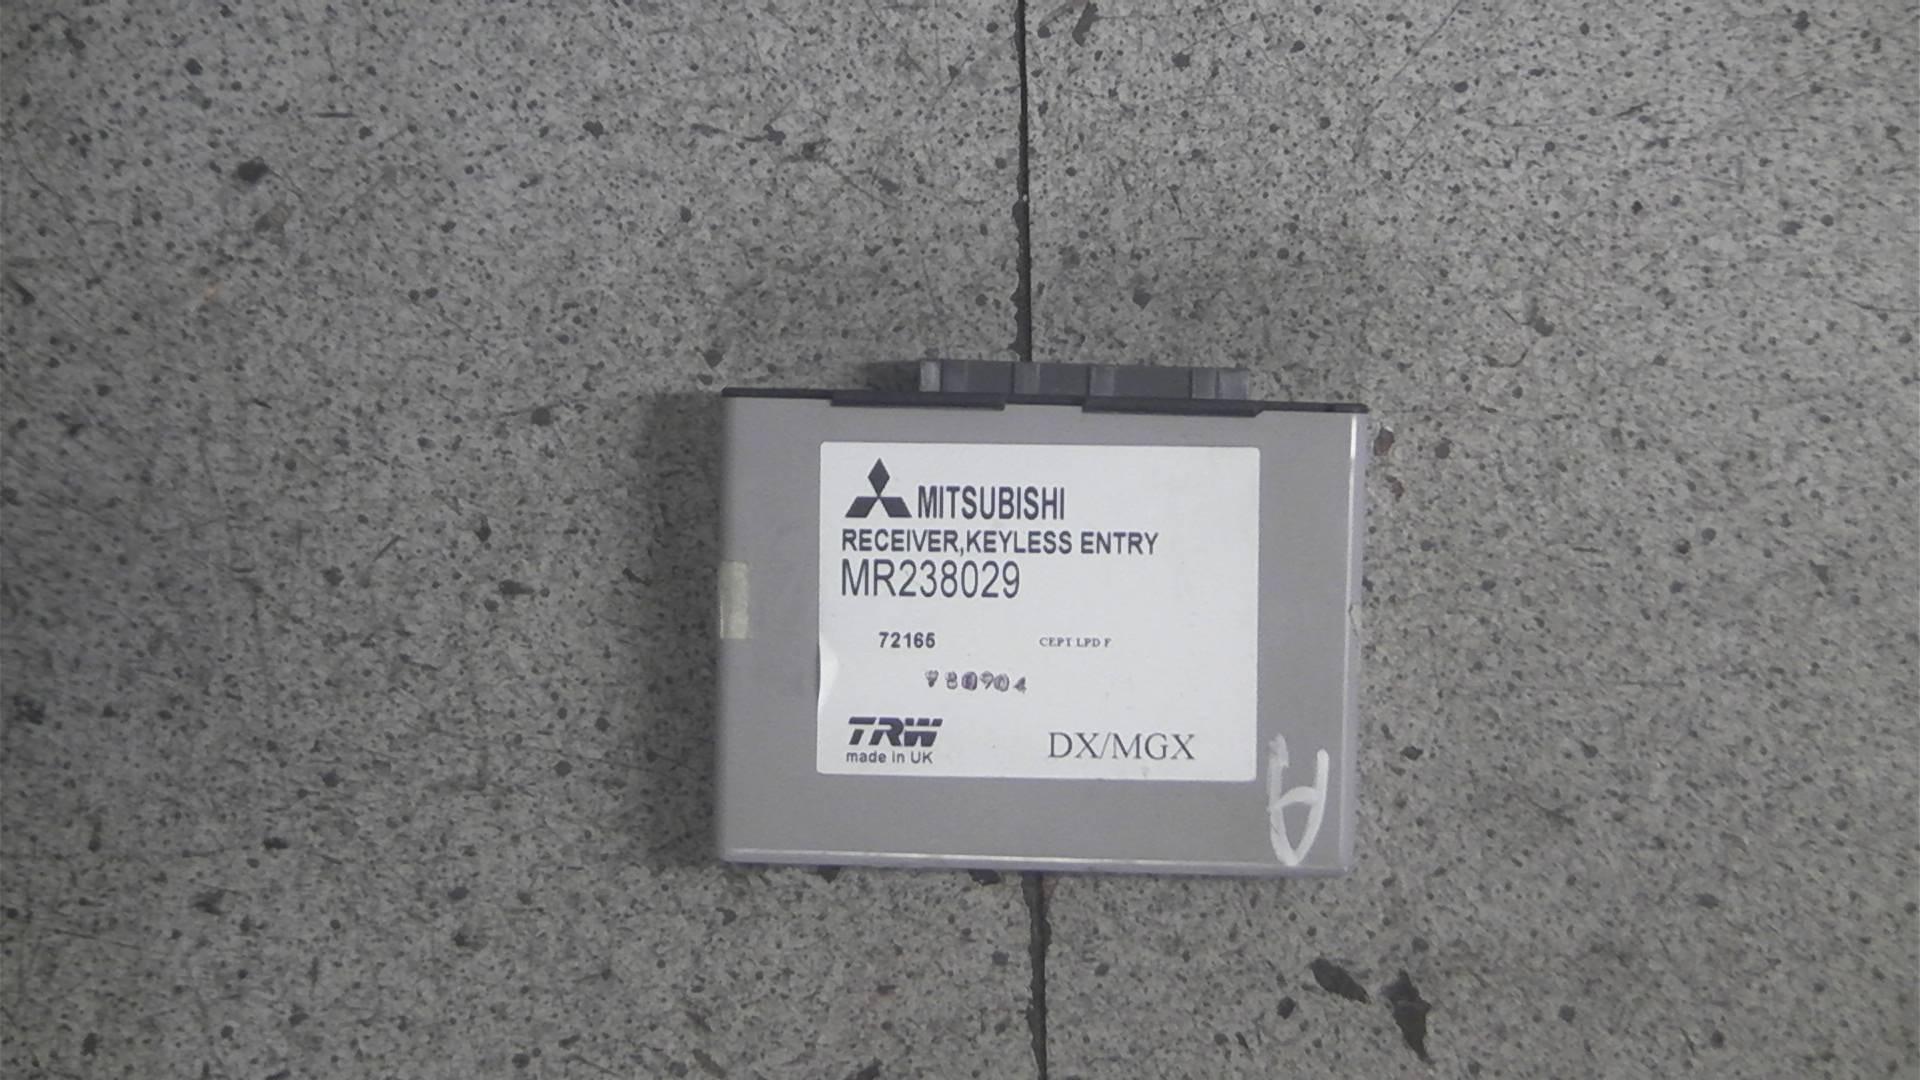 MITSUBISHI
RECEIVER,KEYLESS ENTRY
MR238029
72165 CEPT LPD F
TRW
made in UK
DX/MGX
A